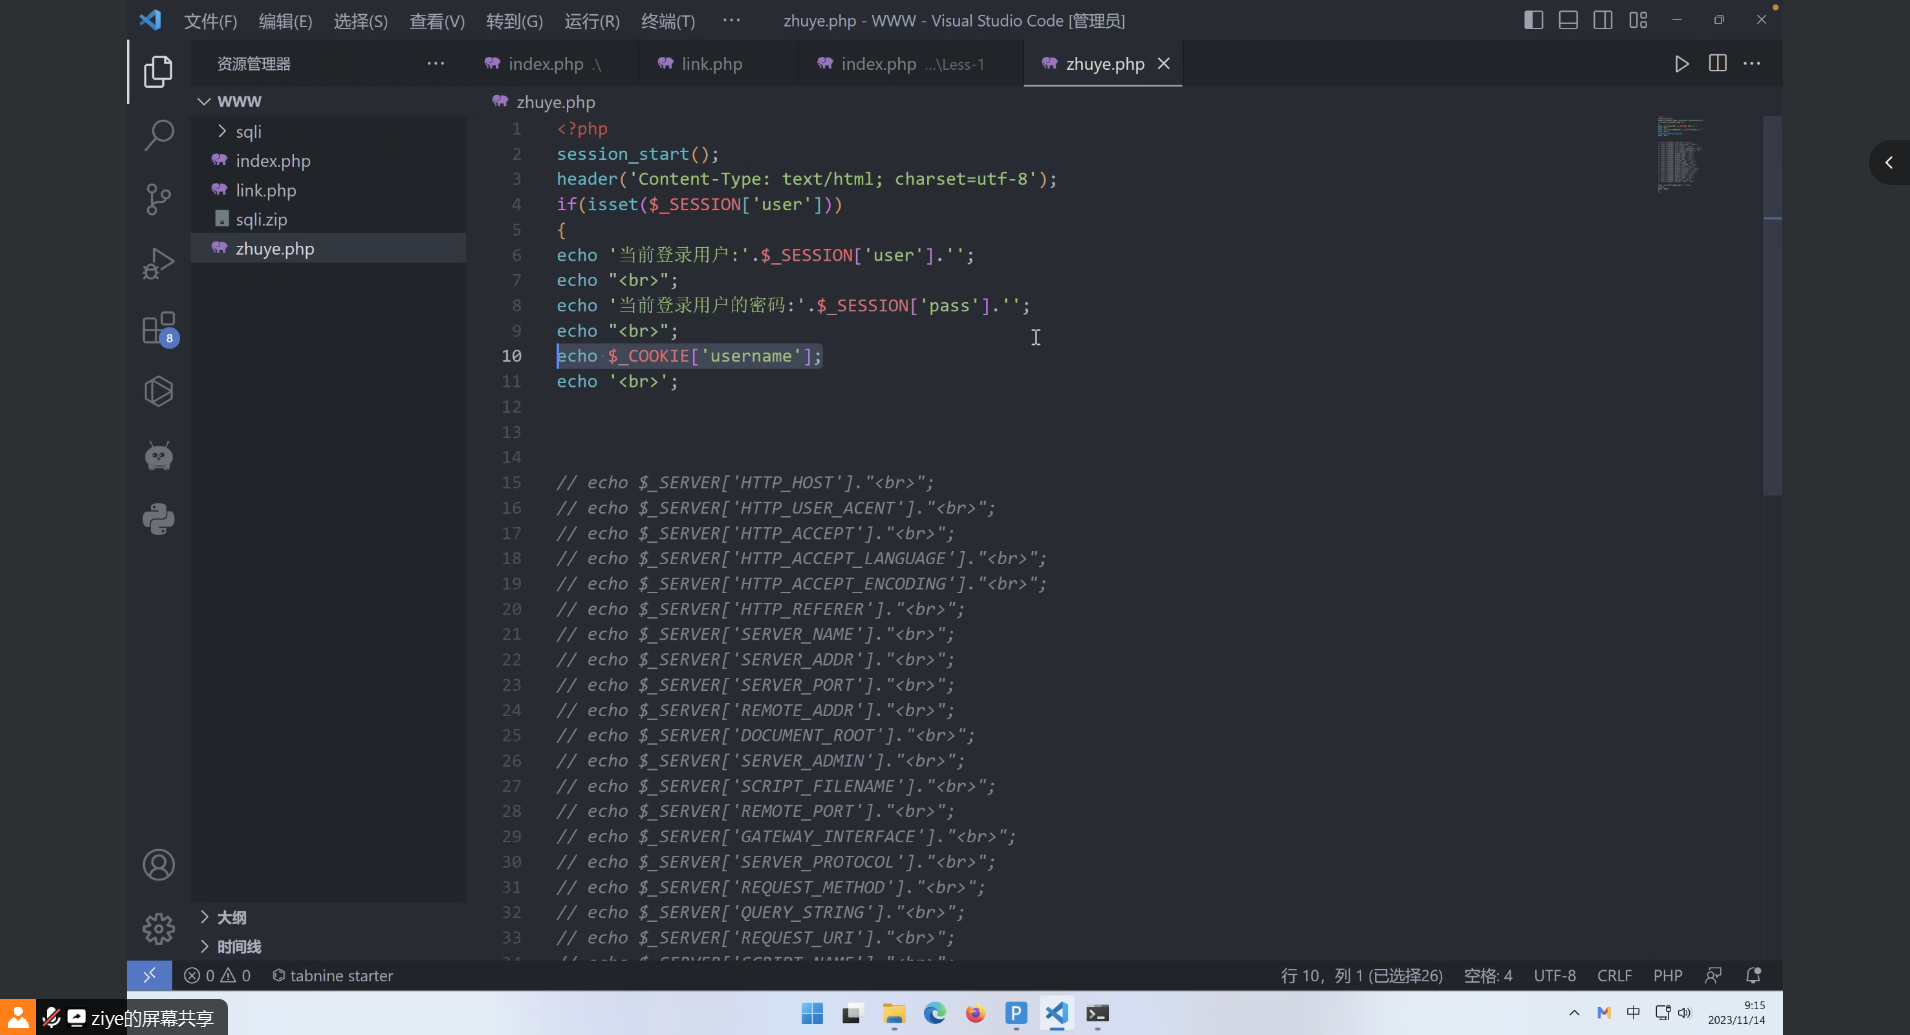 文件(F) 编辑(E) 选择(S) 查看(V) 转到(G) 运行(R) 终端(T) ··· zhuye.php - WWW - Visual Studio Code [管理员]
资源管理器 ··· index.php .\ link.php index.php ...\Less-1 zhuye.php
WWW
sqli
index.php
link.php
sqli.zip
zhuye.php
zhuye.php
1 <?php
2 session_start();
3 header('Content-Type: text/html; charset=utf-8');
4 if(isset($_SESSION['user']))
5 {
6 echo '当前登录用户:'.$_SESSION['user'].'';
7 echo "<br>";
8 echo '当前登录用户的密码:'.$_SESSION['pass'].'';
9 echo "<br>";
10 echo $_COOKIE['username'];
11 echo '<br>';
12
13
14
15 // echo $_SERVER['HTTP_HOST']."<br>";
16 // echo $_SERVER['HTTP_USER_ACENT']."<br>";
17 // echo $_SERVER['HTTP_ACCEPT']."<br>";
18 // echo $_SERVER['HTTP_ACCEPT_LANGUAGE']."<br>";
19 // echo $_SERVER['HTTP_ACCEPT_ENCODING']."<br>";
20 // echo $_SERVER['HTTP_REFERER']."<br>";
21 // echo $_SERVER['SERVER_NAME']."<br>";
22 // echo $_SERVER['SERVER_ADDR']."<br>";
23 // echo $_SERVER['SERVER_PORT']."<br>";
24 // echo $_SERVER['REMOTE_ADDR']."<br>";
25 // echo $_SERVER['DOCUMENT_ROOT']."<br>";
26 // echo $_SERVER['SERVER_ADMIN']."<br>";
27 // echo $_SERVER['SCRIPT_FILENAME']."<br>";
28 // echo $_SERVER['REMOTE_PORT']."<br>";
29 // echo $_SERVER['GATEWAY_INTERFACE']."<br>";
30 // echo $_SERVER['SERVER_PROTOCOL']."<br>";
31 // echo $_SERVER['REQUEST_METHOD']."<br>";
32 // echo $_SERVER['QUERY_STRING']."<br>";
33 // echo $_SERVER['REQUEST_URI']."<br>";
8
大纲
时间线
0 0 tabnine starter 行 10，列 1 (已选择26) 空格: 4 UTF-8 CRLF PHP
ziye的屏幕共享
中 9:15
2023/11/14